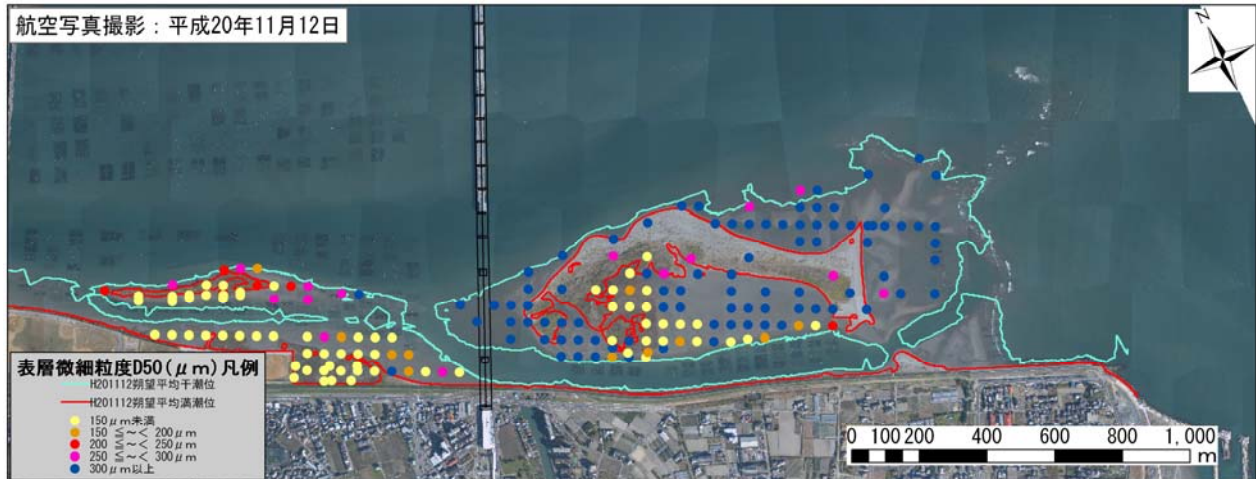 航空写真撮影：平成20年11月12日
N
表層微細粒度D50(μm)凡例
H201112朔望平均干潮位
H201112朔望平均満潮位
150μm未満
150 ≦～< 200μm
200 ≦～< 250μm
250 ≦～< 300μm
300μm以上
0 100 200 400 600 800 1,000
m